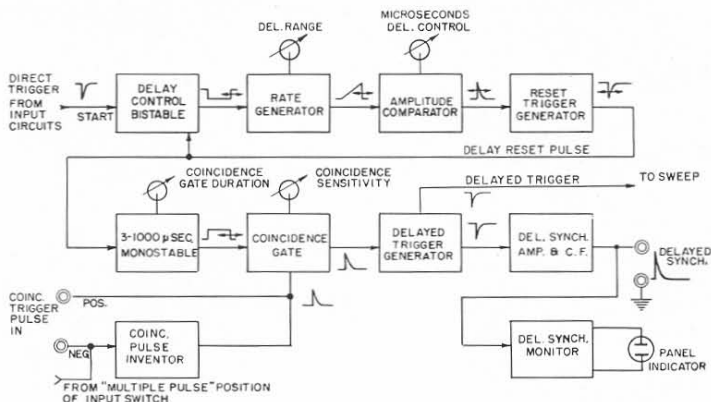 DEL. RANGE
MICROSECONDS
DEL. CONTROL
DIRECT
TRIGGER
FROM
INPUT
CIRCUITS
START
DELAY
CONTROL
BISTABLE
RATE
GENERATOR
AMPLITUDE
COMPARATOR
RESET
TRIGGER
GENERATOR
DELAY RESET PULSE
COINCIDENCE
GATE DURATION
COINCIDENCE
SENSITIVITY
DELAYED TRIGGER
TO SWEEP
3-1000 µSEC,
MONOSTABLE
COINCIDENCE
GATE
DELAYED
TRIGGER
GENERATOR
DEL. SYNCH.
AMP. & C.F.
DELAYED
SYNCH.
COINC.
TRIGGER
PULSE
IN
POS.
NEG.
COINC.
PULSE
INVENTOR
DEL. SYNCH.
MONITOR
PANEL
INDICATOR
FROM "MULTIPLE PULSE" POSITION
OF INPUT SWITCH